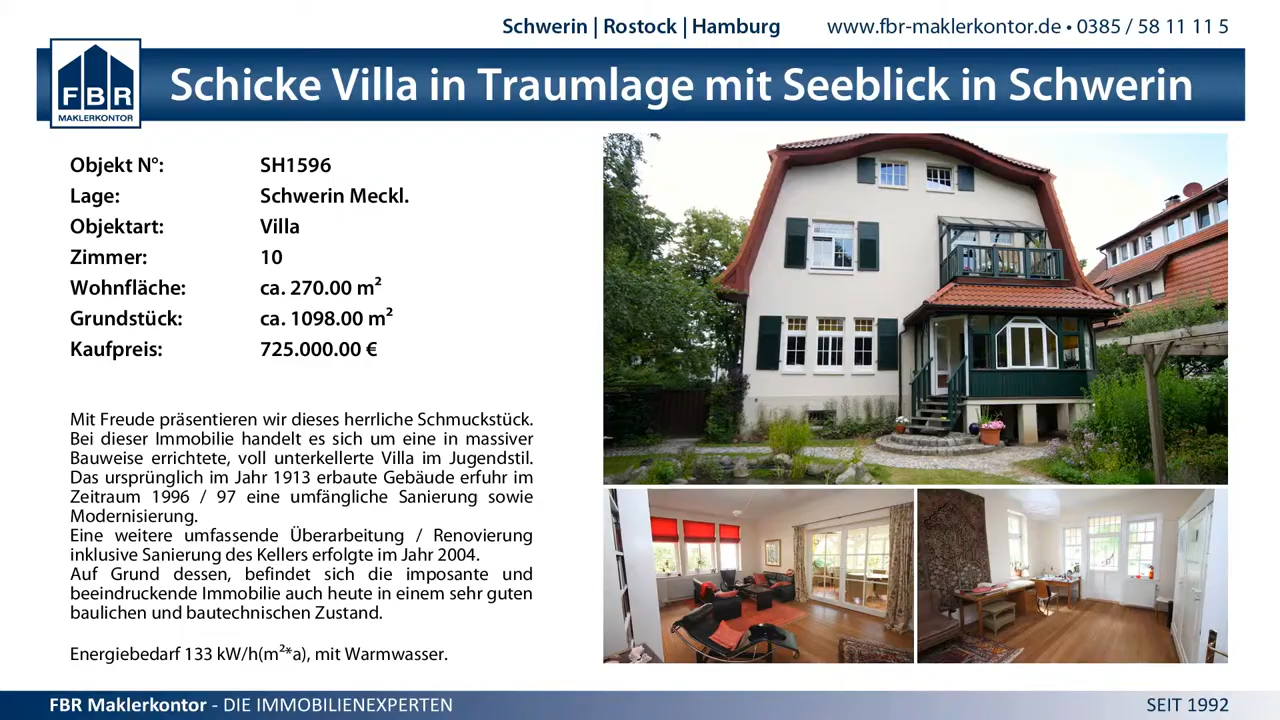 Schwerin | Rostock | Hamburg www.fbr-maklerkontor.de • 0385 / 58 11 11 5
FBR
MAKLERKONTOR
Schicke Villa in Traumlage mit Seeblick in Schwerin
Objekt N°: SH1596
Lage: Schwerin Meckl.
Objektart: Villa
Zimmer: 10
Wohnfläche: ca. 270.00 m²
Grundstück: ca. 1098.00 m²
Kaufpreis: 725.000.00 €
Mit Freude präsentieren wir dieses herrliche Schmuckstück.
Bei dieser Immobilie handelt es sich um eine in massiver
Bauweise errichtete, voll unterkellerte Villa im Jugendstil.
Das ursprünglich im Jahr 1913 erbaute Gebäude erfuhr im
Zeitraum 1996 / 97 eine umfängliche Sanierung sowie
Modernisierung.
Eine weitere umfassende Überarbeitung / Renovierung
inklusive Sanierung des Kellers erfolgte im Jahr 2004.
Auf Grund dessen, befindet sich die imposante und
beeindruckende Immobilie auch heute in einem sehr guten
baulichen und bautechnischen Zustand.
Energiebedarf 133 kW/h(m²*a), mit Warmwasser.
FBR Maklerkontor - DIE IMMOBILIENEXPERTEN SEIT 1992